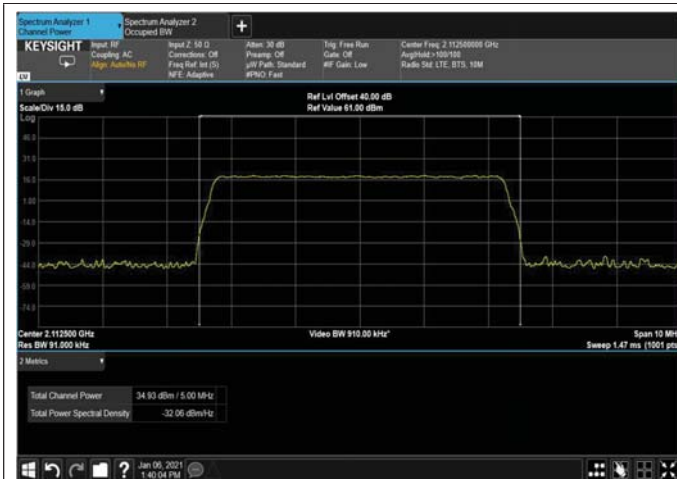 Spectrum Analyzer 1
Channel Power
Spectrum Analyzer 2
Occupied BW
+
KEYSIGHT
LXI
Input: RF
Coupling: AC
Align: Auto/No RF
Input Z: 50 Ω
Corrections: Off
Freq Ref: Int (S)
NFE: Adaptive
Atten: 30 dB
Preamp: Off
µW Path: Standard
#PNO: Fast
Trig: Free Run
Gate: Off
#IF Gain: Low
Center Freq: 2.112500000 GHz
Avg|Hold:>100/100
Radio Std: LTE, BTS, 10M
1 Graph
Scale/Div 15.0 dB
Ref Lvl Offset 40.00 dB
Ref Value 61.00 dBm
Log
46.0
31.0
16.0
1.00
-14.0
-29.0
-44.0
-59.0
-74.0
Center 2.112500 GHz
Res BW 91.000 kHz
Video BW 910.00 kHz*
Span 10 MH
Sweep 1.47 ms (1001 pts
2 Metrics
Total Channel Power 34.93 dBm / 5.00 MHz
Total Power Spectral Density -32.06 dBm/Hz
?
Jan 06, 2021
1:40:04 PM